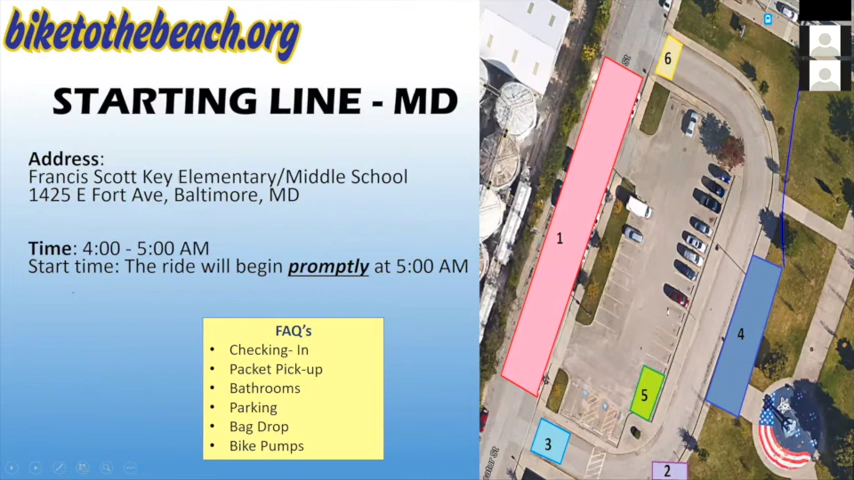 biketothebeach.org
STARTING LINE - MD
Address:
Francis Scott Key Elementary/Middle School
1425 E Fort Ave, Baltimore, MD
Time: 4:00 - 5:00 AM
Start time: The ride will begin promptly at 5:00 AM
FAQ's
• Checking- In
• Packet Pick-up
• Bathrooms
• Parking
• Bag Drop
• Bike Pumps
6
St
1
4
5
3
2